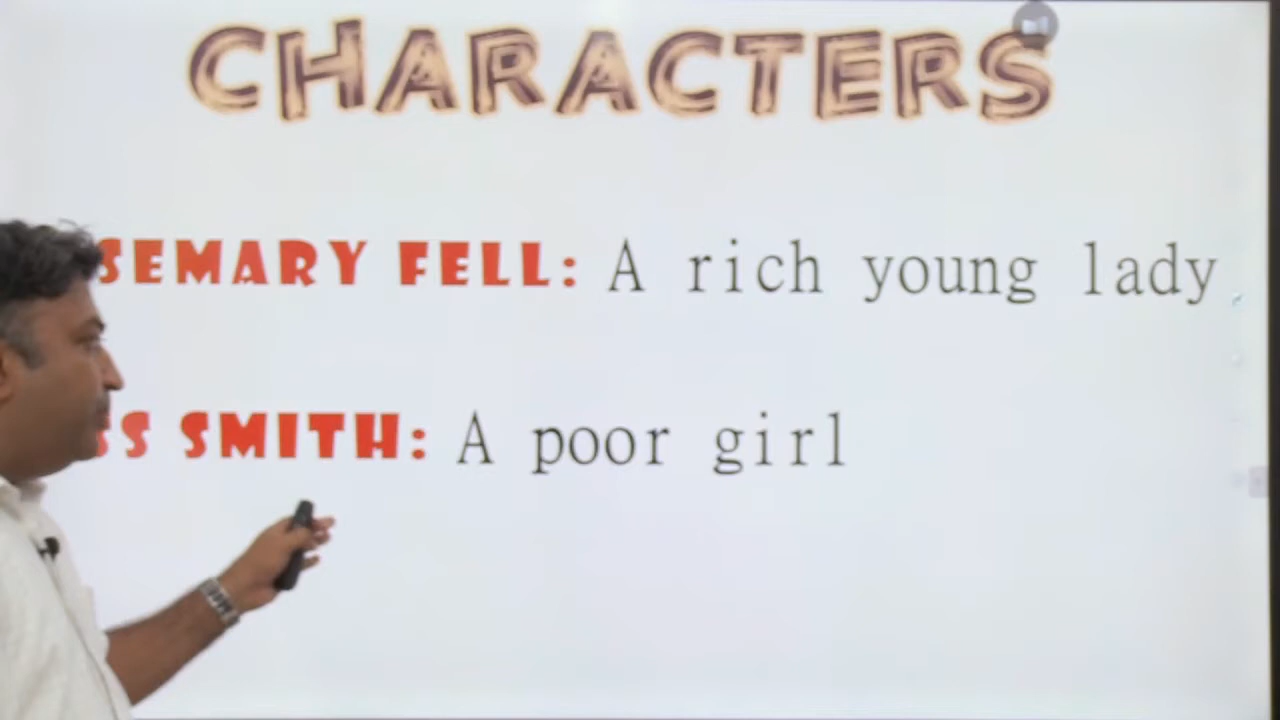 CHARACTERS
SEMARY FELL: A rich young lady
SS SMITH: A poor girl